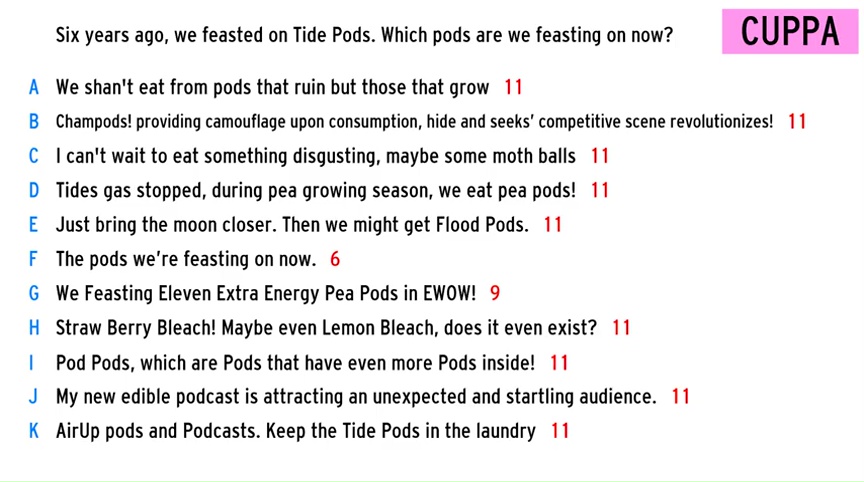 Six years ago, we feasted on Tide Pods. Which pods are we feasting on now? CUPPA
A We shan't eat from pods that ruin but those that grow 11
B Champods! providing camouflage upon consumption, hide and seeks' competitive scene revolutionizes! 11
C I can't wait to eat something disgusting, maybe some moth balls 11
D Tides gas stopped, during pea growing season, we eat pea pods! 11
E Just bring the moon closer. Then we might get Flood Pods. 11
F The pods we're feasting on now. 6
G We Feasting Eleven Extra Energy Pea Pods in EWOW! 9
H Straw Berry Bleach! Maybe even Lemon Bleach, does it even exist? 11
I Pod Pods, which are Pods that have even more Pods inside! 11
J My new edible podcast is attracting an unexpected and startling audience. 11
K AirUp pods and Podcasts. Keep the Tide Pods in the laundry 11